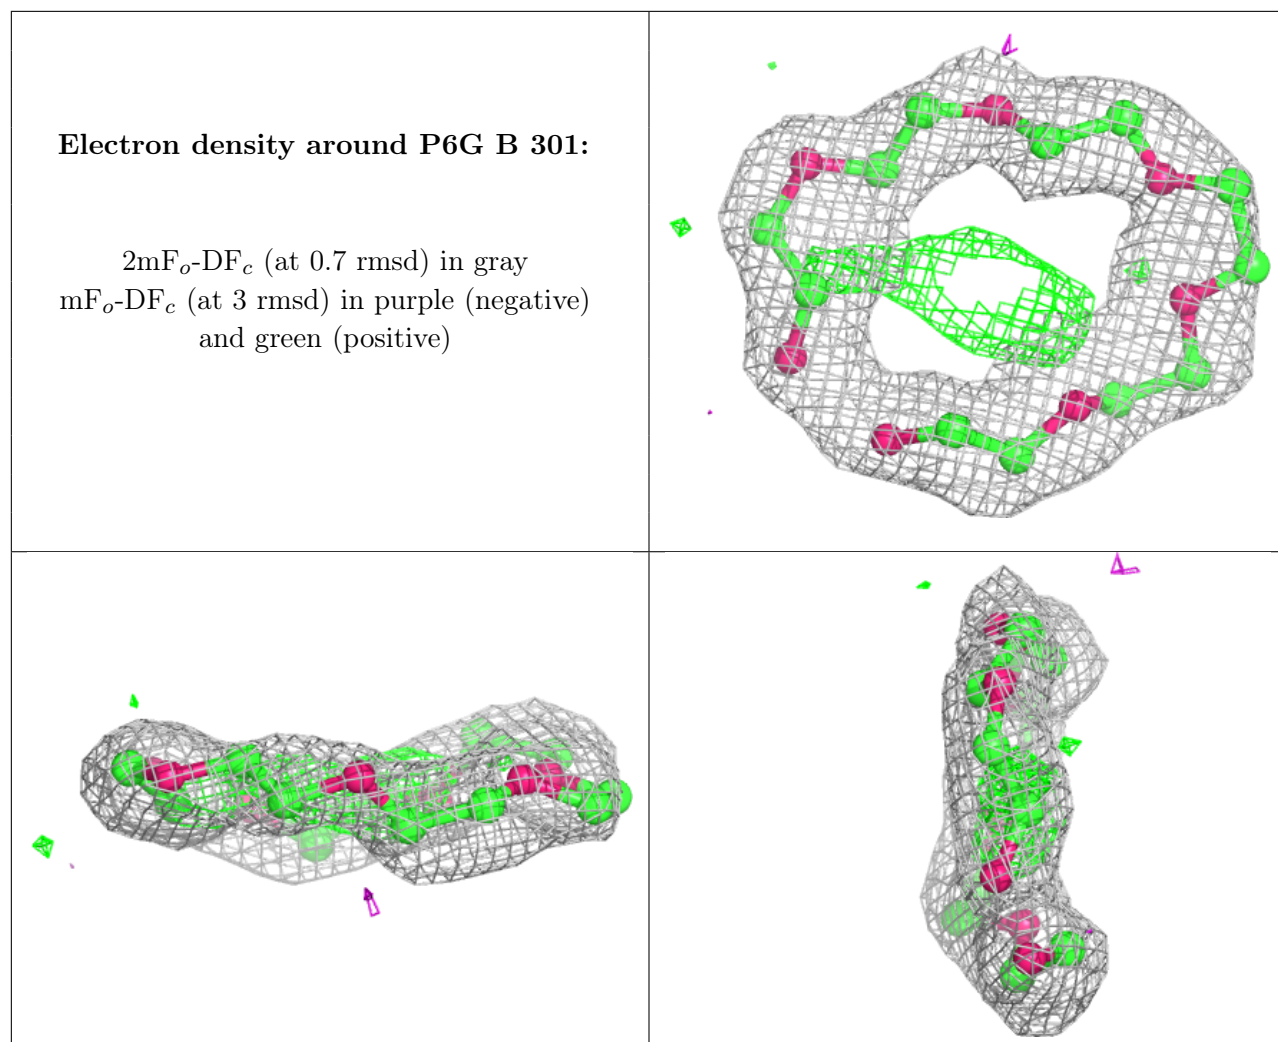 Electron density around P6G B 301:
2mFo-DFc (at 0.7 rmsd) in gray
mFo-DFc (at 3 rmsd) in purple (negative)
and green (positive)